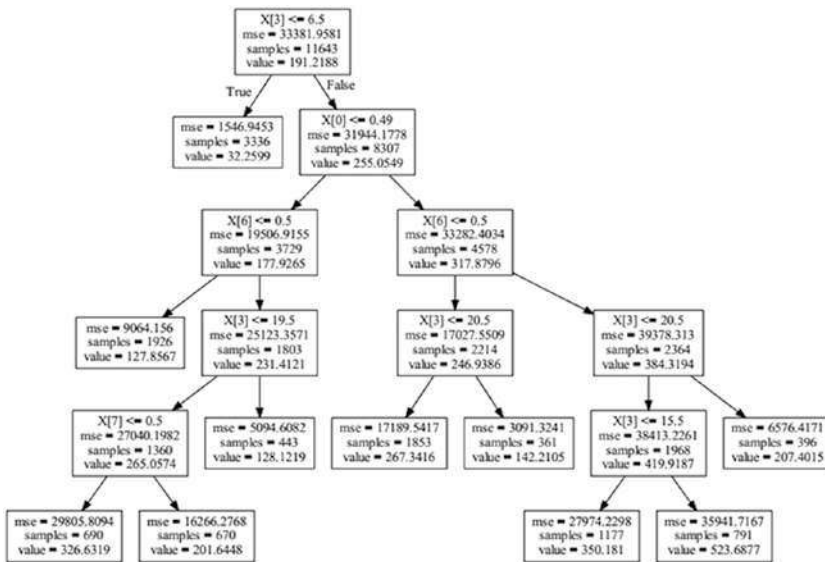 X[3] <= 6.5
mse = 33381.9581
samples = 11643
value = 191.2188
True
False
mse = 1546.9453
samples = 3336
value = 32.2599
X[0] <= 0.49
mse = 31944.1778
samples = 8307
value = 255.0549
X[6] <= 0.5
mse = 19506.9155
samples = 3729
value = 177.9265
X[6] <= 0.5
mse = 33282.4034
samples = 4578
value = 317.8796
mse = 9064.156
samples = 1926
value = 127.8567
X[3] <= 19.5
mse = 25123.3571
samples = 1803
value = 231.4121
X[3] <= 20.5
mse = 17027.5509
samples = 2214
value = 246.9386
X[3] <= 20.5
mse = 39378.313
samples = 2364
value = 384.3194
X[7] <= 0.5
mse = 27040.1982
samples = 1360
value = 265.0574
mse = 5094.6082
samples = 443
value = 128.1219
mse = 17189.5417
samples = 1853
value = 267.3416
mse = 3091.3241
samples = 361
value = 142.2105
X[3] <= 15.5
mse = 38413.2261
samples = 1968
value = 419.9187
mse = 6576.4171
samples = 396
value = 207.4015
mse = 29805.8094
samples = 690
value = 326.6319
mse = 16266.2768
samples = 670
value = 201.6448
mse = 27974.2298
samples = 1177
value = 350.181
mse = 35941.7167
samples = 791
value = 523.6877